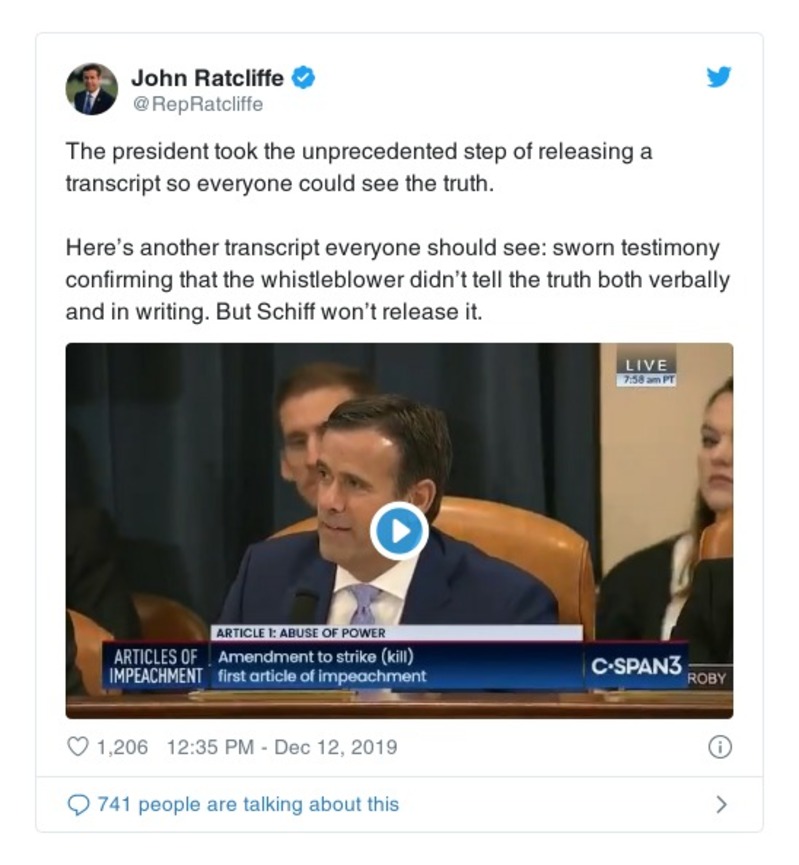 John Ratcliffe
@RepRatcliffe
The president took the unprecedented step of releasing a
transcript so everyone could see the truth.
Here's another transcript everyone should see: sworn testimony
confirming that the whistleblower didn't tell the truth both verbally
and in writing. But Schiff won't release it.
LIVE
7:58 am PT
ARTICLE 1: ABUSE OF POWER
ARTICLES OF
IMPEACHMENT
Amendment to strike (kill)
first article of impeachment
C·SPAN3
ROBY
1,206 12:35 PM - Dec 12, 2019
741 people are talking about this